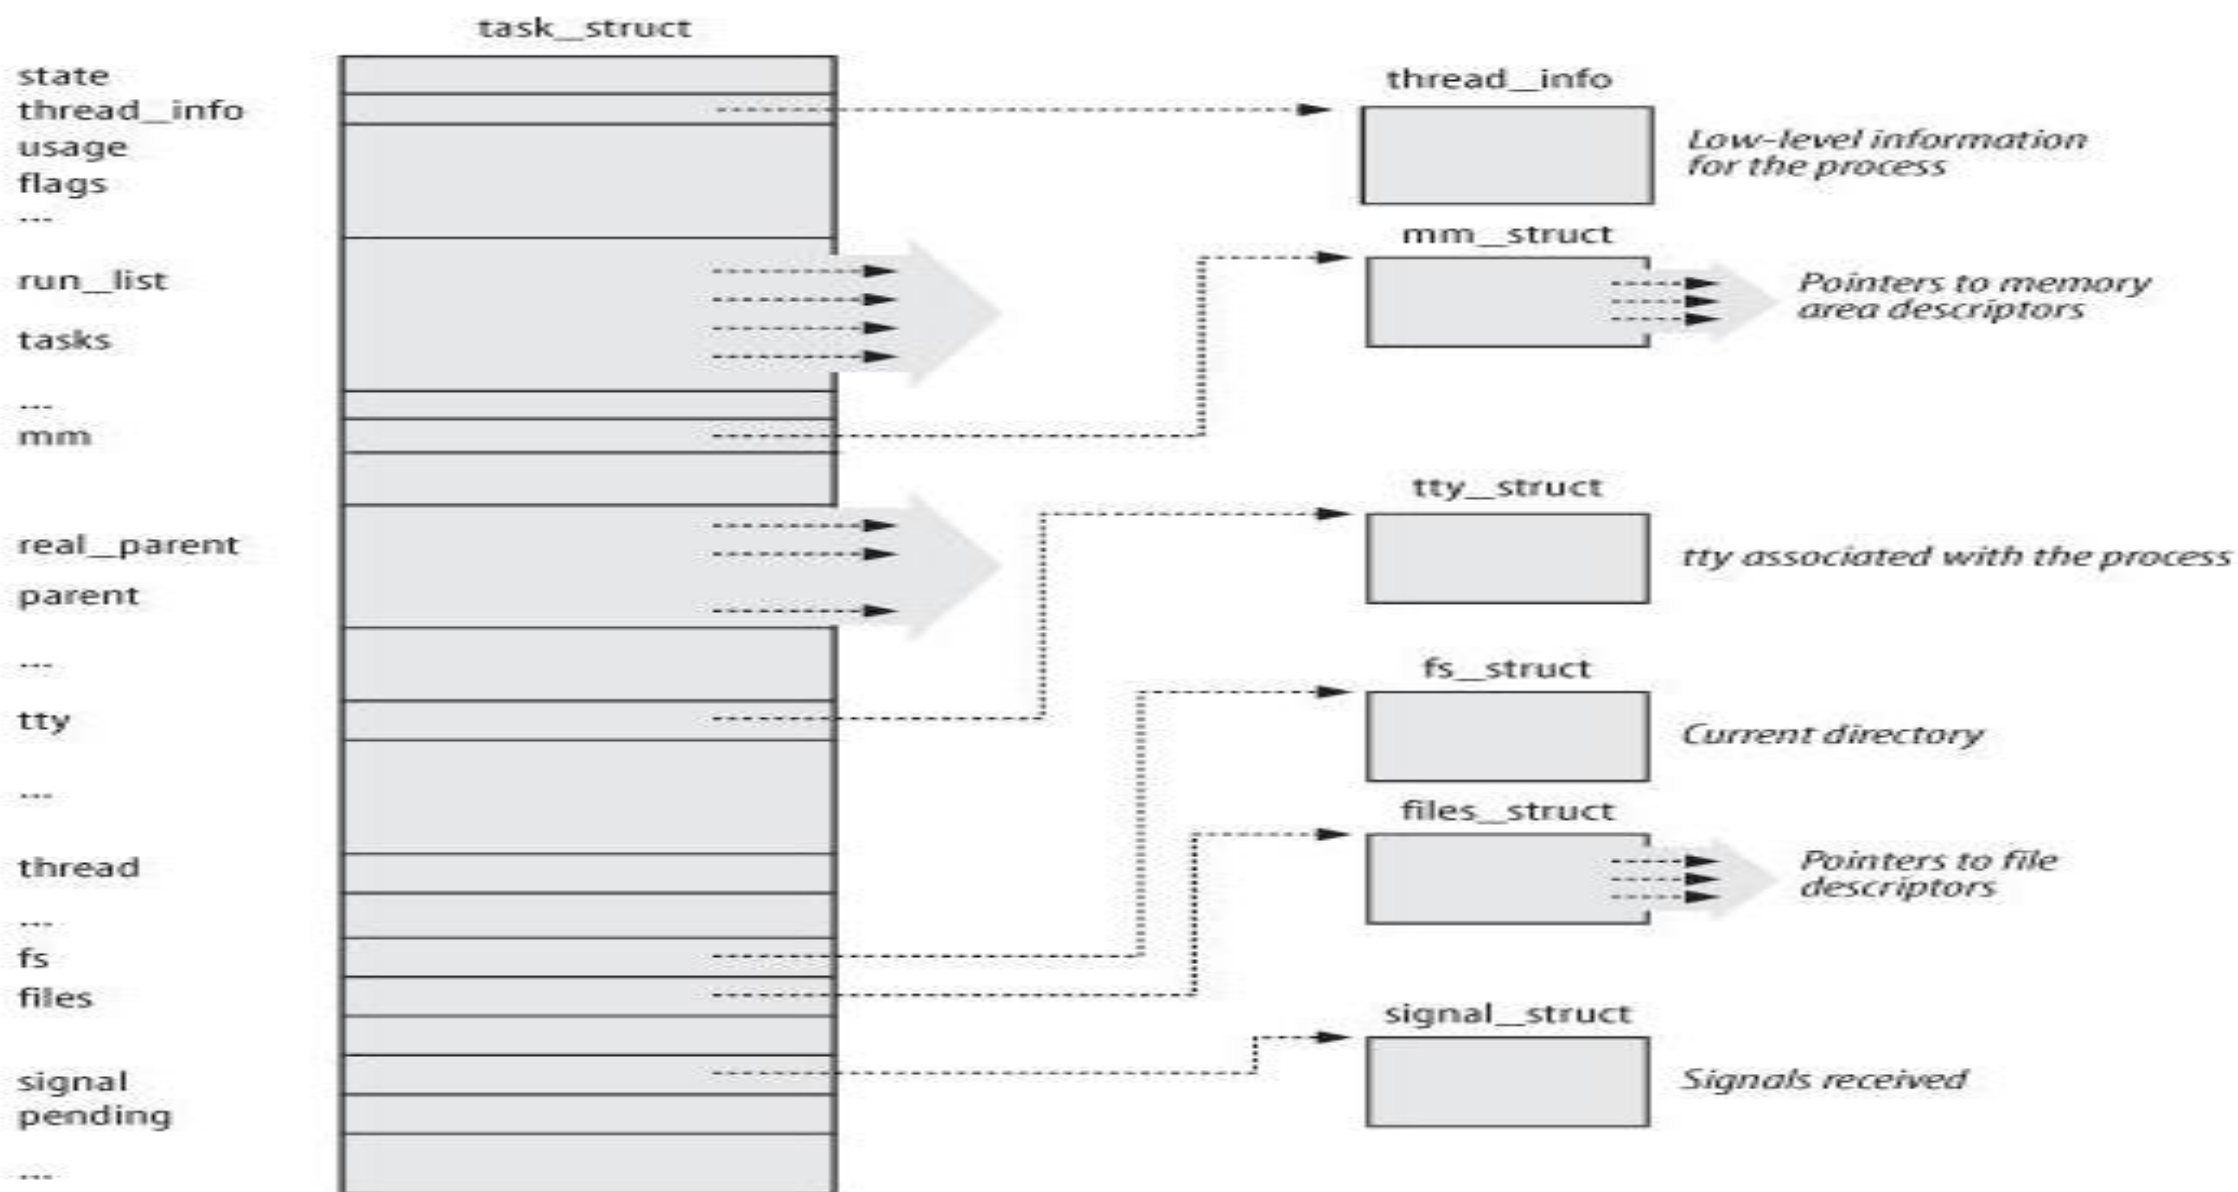 task_struct
state
thread_info
usage
flags
...
run_list
tasks
...
mm
real_parent
parent
...
tty
...
thread
...
fs
files
signal
pending
...
thread_info
Low-level information
for the process
mm_struct
Pointers to memory
area descriptors
tty_struct
tty associated with the process
fs_struct
Current directory
files_struct
Pointers to file
descriptors
signal_struct
Signals received